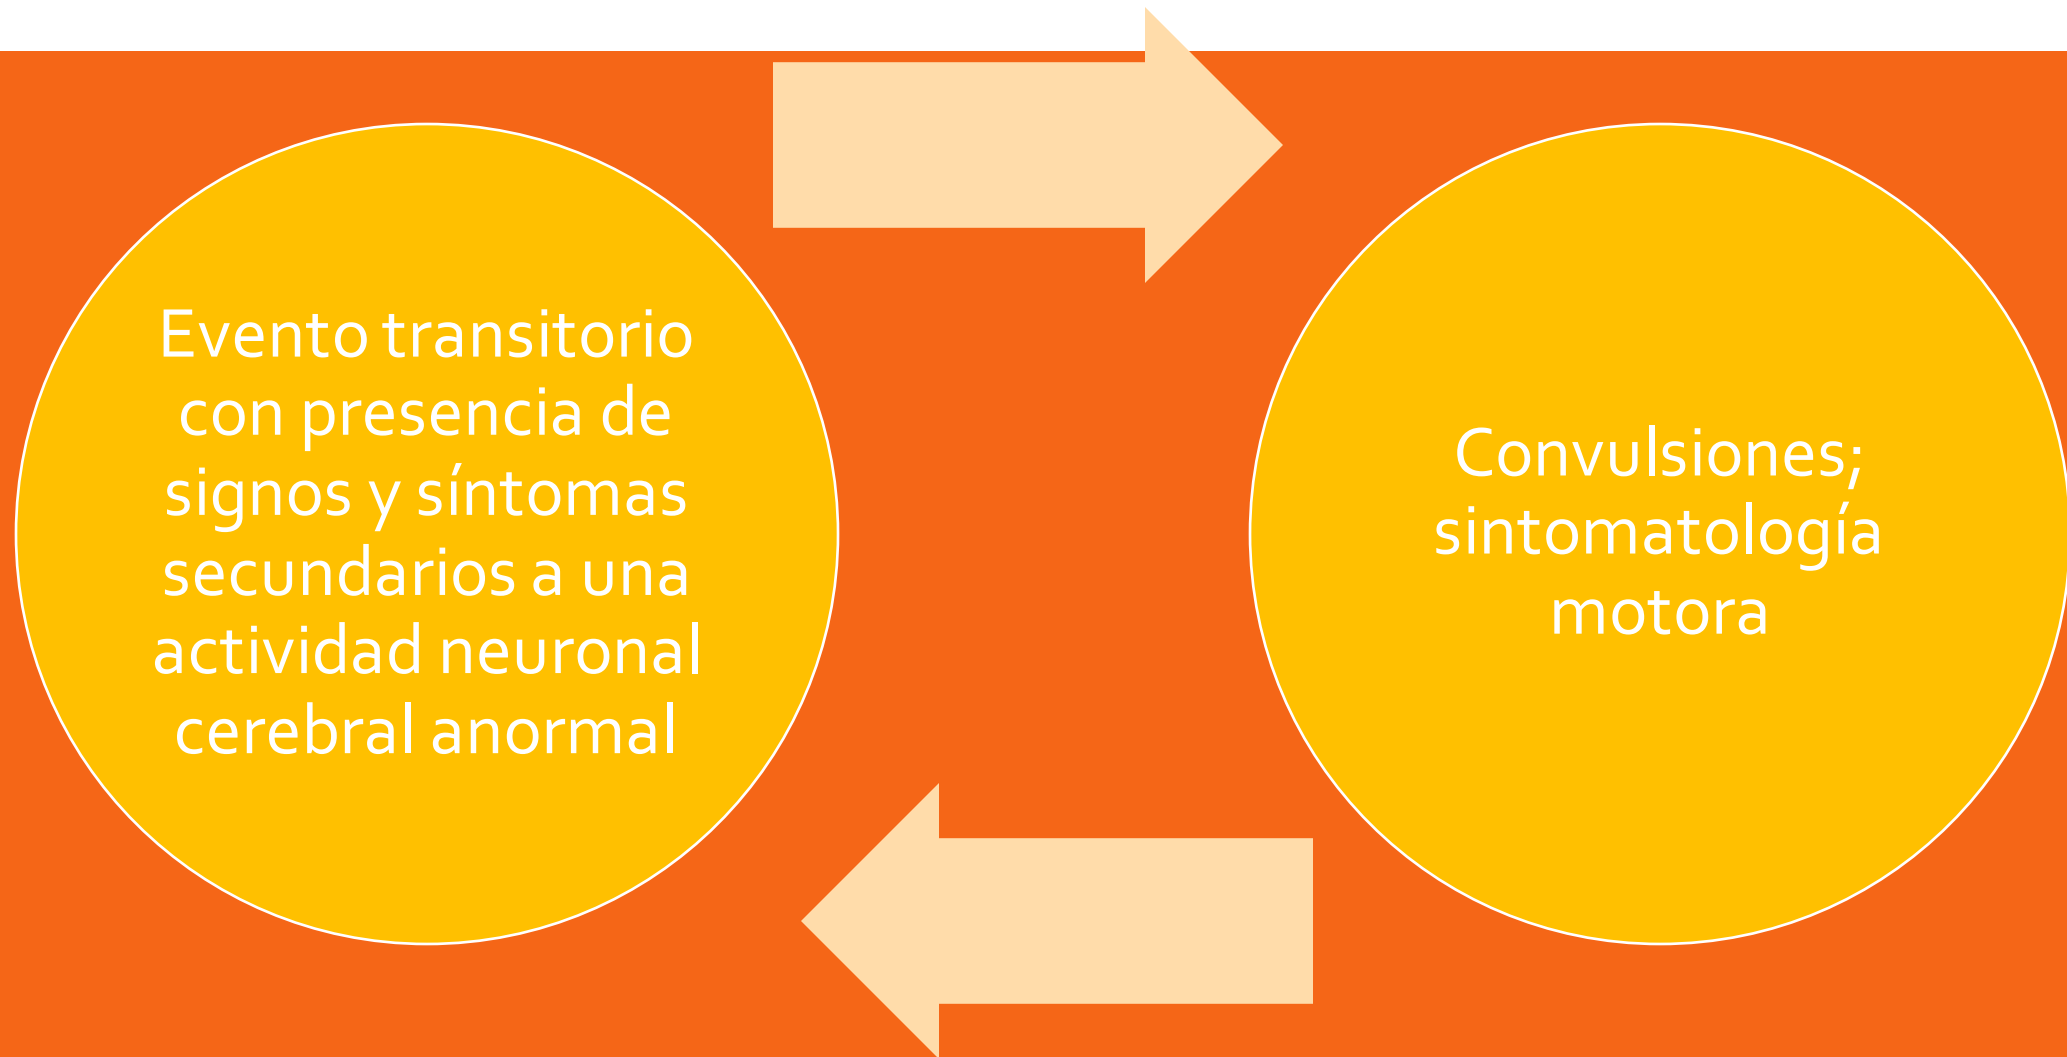 Evento transitorio
con presencia de
signos y síntomas
secundarios a una
actividad neuronal
cerebral anormal
Convulsiones;
sintomatología
motora